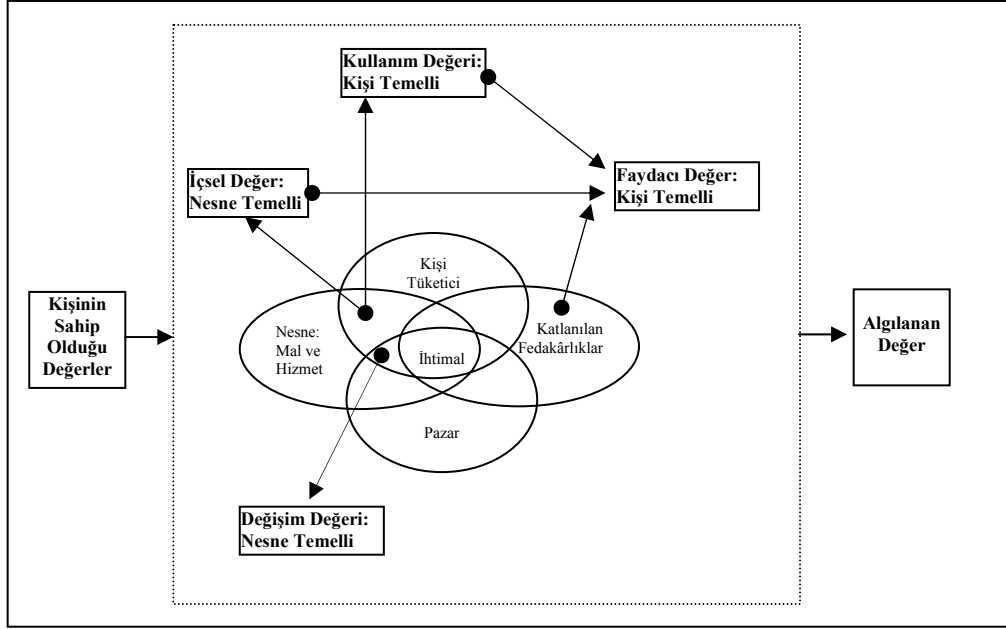 Kullanım Değeri:
Kişi Temelli
İçsel Değer:
Nesne Temelli
Faydacı Değer:
Kişi Temelli
Kişi
Tüketici
Kişinin
Sahip
Olduğu
Değerler
Nesne:
Mal ve
Hizmet
İhtimal
Katlanılan
Fedakârlıklar
Algılanan
Değer
Pazar
Değişim Değeri:
Nesne Temelli